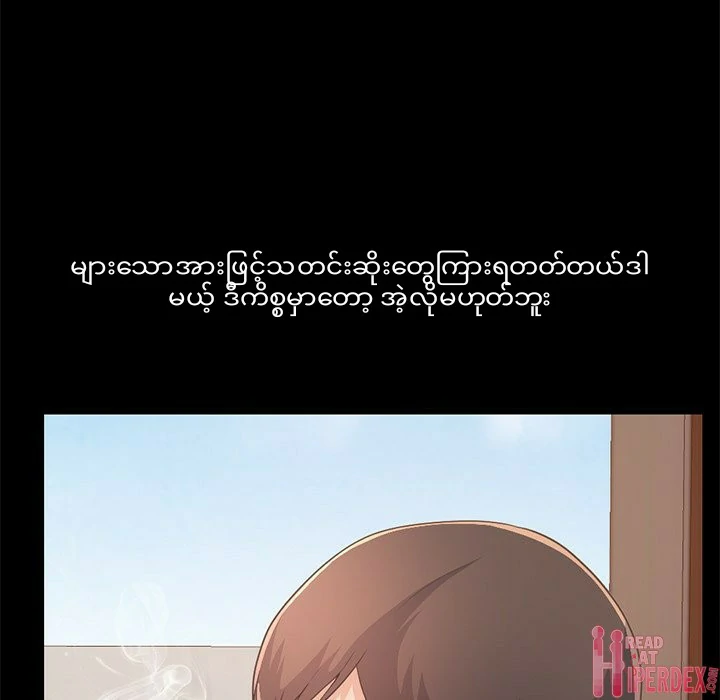 များသောအားဖြင့်သတင်းဆိုးတွေကြားရတတ်တယ်ဒါ
မယ့် ဒီကိစ္စမှာတော့ အဲ့လိုမဟုတ်ဘူး
READ
AT
HIPERDEX.COM